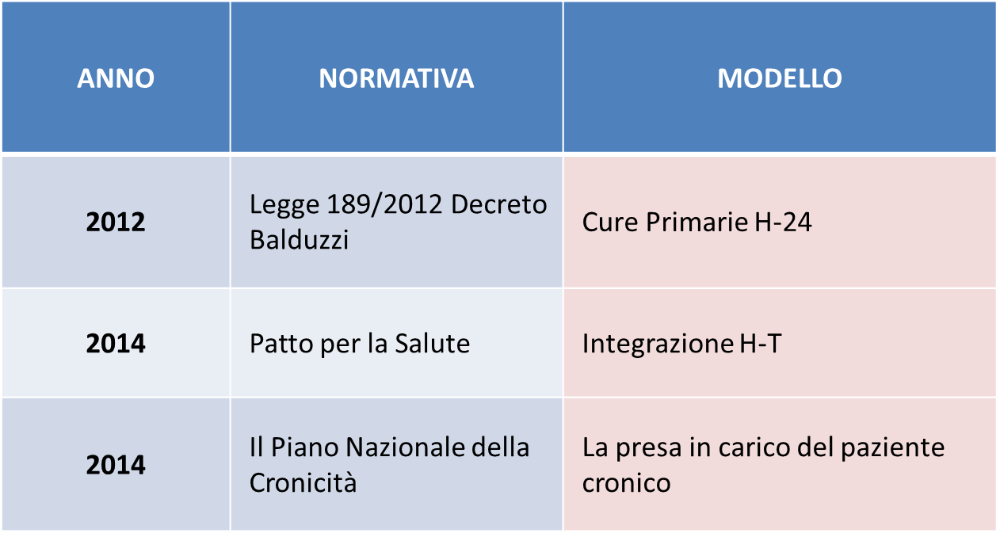 ANNO
NORMATIVA
MODELLO
2012
Legge 189/2012 Decreto
Balduzzi
Cure Primarie H-24
2014
Patto per la Salute
Integrazione H-T
2014
Il Piano Nazionale della
Cronicità
La presa in carico del paziente
cronico